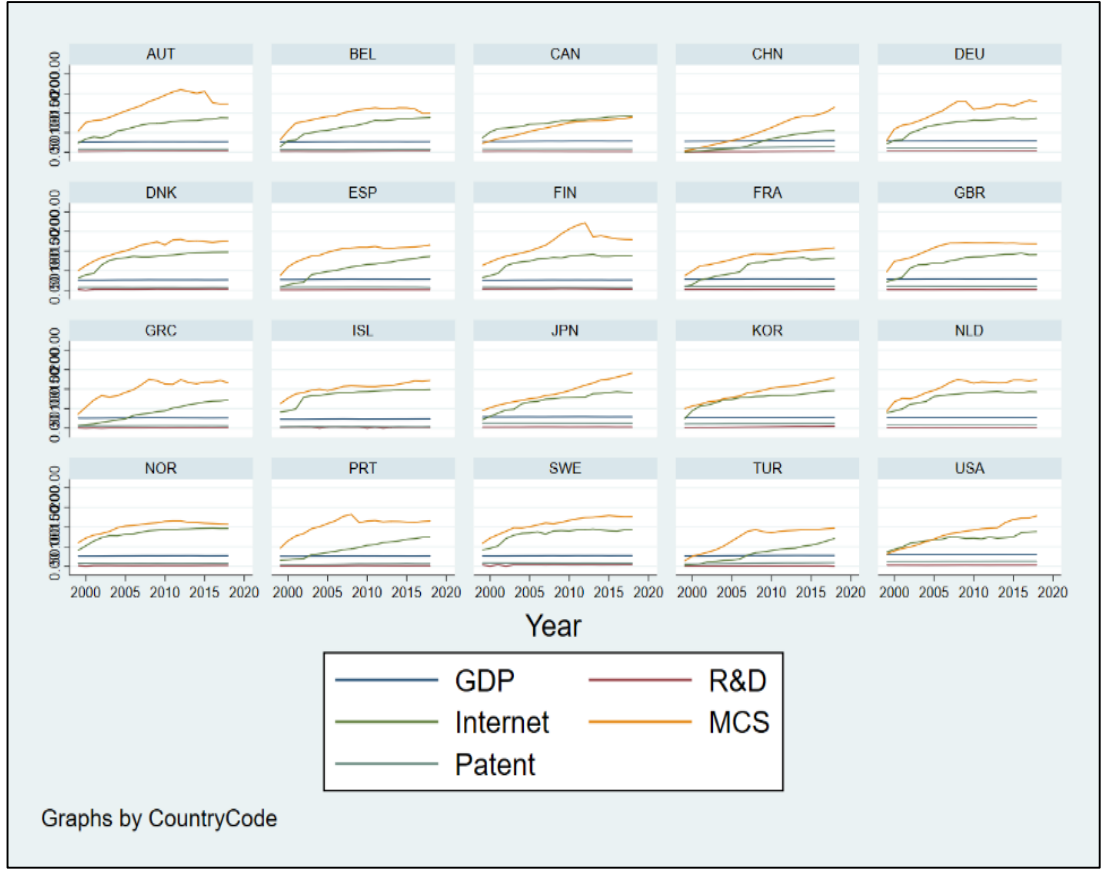 AUT BEL CAN CHN DEU
DNK ESP FIN FRA GBR
GRC ISL JPN KOR NLD
NOR PRT SWE TUR USA
2000 2005 2010 2015 2020 2000 2005 2010 2015 2020 2000 2005 2010 2015 2020 2000 2005 2010 2015 2020 2000 2005 2010 2015 2020
Year
GDP R&D
Internet MCS
Patent
Graphs by CountryCode